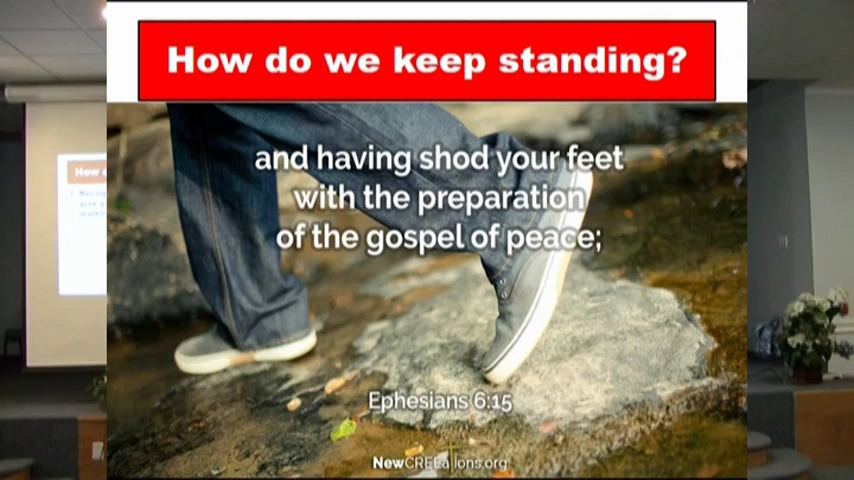 How do we keep standing?
and having shod your feet
with the preparation
of the gospel of peace;
Ephesians 6:15
NewCREEations.org